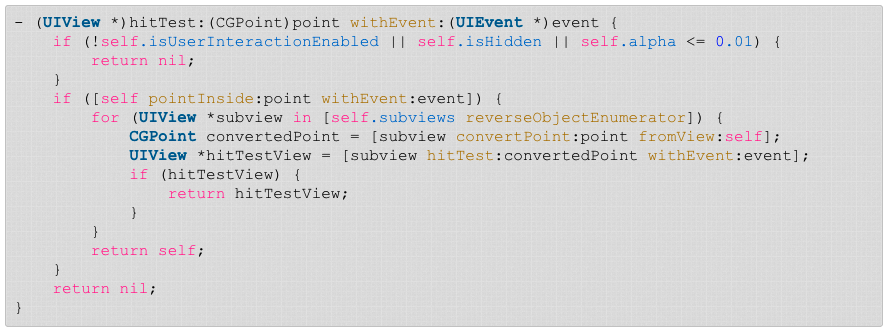 - (UIView *)hitTest:(CGPoint)point withEvent:(UIEvent *)event {
    if (!self.isUserInteractionEnabled || self.isHidden || self.alpha <= 0.01) {
        return nil;
    }
    if ([self pointInside:point withEvent:event]) {
        for (UIView *subview in [self.subviews reverseObjectEnumerator]) {
            CGPoint convertedPoint = [subview convertPoint:point fromView:self];
            UIView *hitTestView = [subview hitTest:convertedPoint withEvent:event];
            if (hitTestView) {
                return hitTestView;
            }
        }
        return self;
    }
    return nil;
}